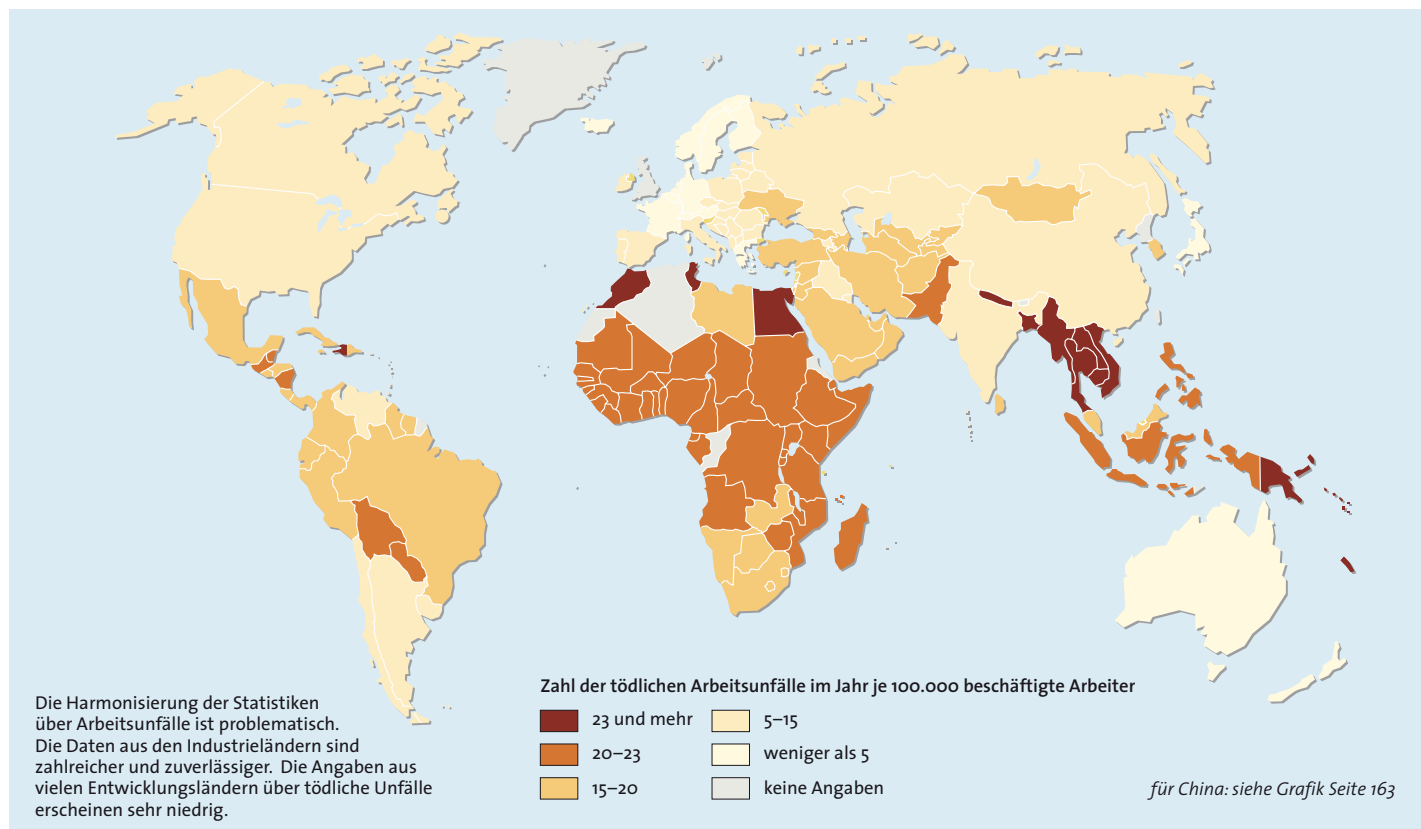 Die Harmonisierung der Statistiken
über Arbeitsunfälle ist problematisch.
Die Daten aus den Industrieländern sind
zahlreicher und zuverlässiger. Die Angaben aus
vielen Entwicklungsländern über tödliche Unfälle
erscheinen sehr niedrig.
Zahl der tödlichen Arbeitsunfälle im Jahr je 100.000 beschäftigte Arbeiter
23 und mehr
20–23
15–20
5–15
weniger als 5
keine Angaben
für China: siehe Grafik Seite 163